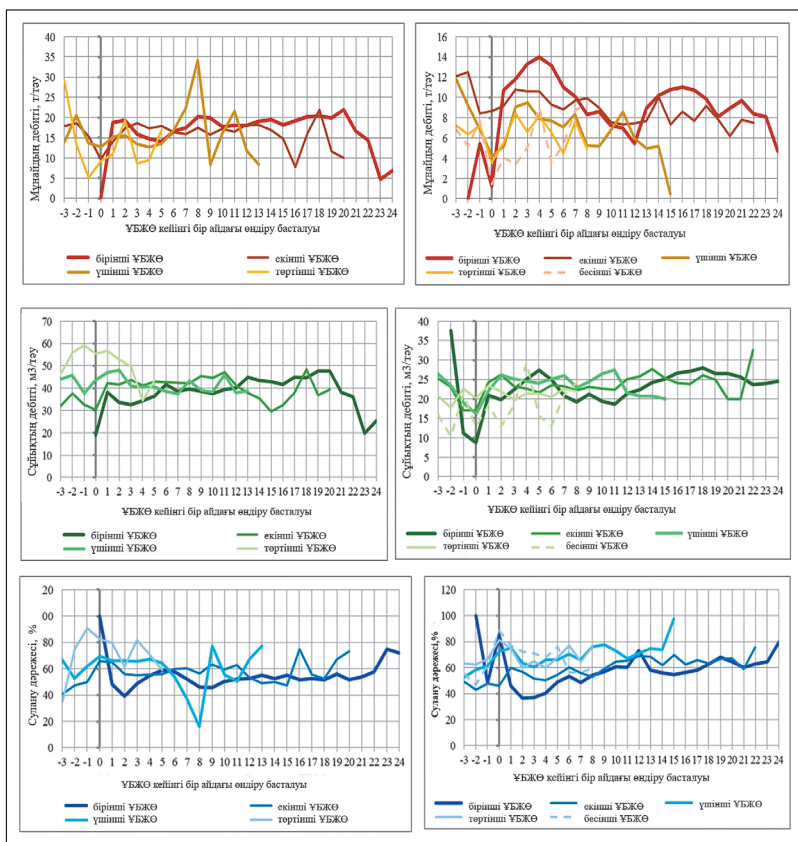 Мұнайдың дебиті, т/тәу
40
35
30
25
20
15
10
5
0
-3 -2 -1 0 1 2 3 4 5 6 7 8 9 10 11 12 13 14 15 16 17 18 19 20 21 22 23 24
ҰБЖӨ кейінгі бір айдағы өндіру басталуы
бірінші ҰБЖӨ екінші ҰБЖӨ
үшінші ҰБЖӨ төртінші ҰБЖӨ
Мұнайдың дебиті, т/тәу
16
14
12
10
8
6
4
2
0
-3 -2 -1 0 1 2 3 4 5 6 7 8 9 10 11 12 13 14 15 16 17 18 19 20 21 22 23 24
ҰБЖӨ кейінгі бір айдағы өндіру басталуы
бірінші ҰБЖӨ екінші ҰБЖӨ үшінші ҰБЖӨ
төртінші ҰБЖӨ бесінші ҰБЖӨ
Сұйықтың дебиті, м3/тәу
70
60
50
40
30
20
10
0
-3 -2 -1 0 1 2 3 4 5 6 7 8 9 10 11 12 13 14 15 16 17 18 19 20 21 22 23 24
ҰБЖӨ кейінгі бір айдағы өндіру басталуы
бірінші ҰБЖӨ екінші ҰБЖӨ
үшінші ҰБЖӨ төртінші ҰБЖӨ
Сұйықтың дебиті, м3/тәу
40
35
30
25
20
15
10
5
0
-3 -2 -1 0 1 2 3 4 5 6 7 8 9 10 11 12 13 14 15 16 17 18 19 20 21 22 23 24
ҰБЖӨ кейінгі бір айдағы өндіру басталуы
бірінші ҰБЖӨ екінші ҰБЖӨ үшінші ҰБЖӨ
төртінші ҰБЖӨ бесінші ҰБЖӨ
Сулану дәрежесі, %
20
00
80
60
40
20
0
-3 -2 -1 0 1 2 3 4 5 6 7 8 9 10 11 12 13 14 15 16 17 18 19 20 21 22 23 24
ҰБЖӨ кейінгі бір айдағы өндіру басталуы
бірінші ҰБЖӨ екінші ҰБЖӨ
үшінші ҰБЖӨ төртінші ҰБЖӨ
Сулану дәрежесі,%
120
100
80
60
40
20
0
-3 -2 -1 0 1 2 3 4 5 6 7 8 9 10 11 12 13 14 15 16 17 18 19 20 21 22 23 24
ҰБЖӨ кейінгі бір айдағы өндіру басталуы
бірінші ҰБЖӨ екінші ҰБЖӨ үшінші ҰБЖӨ
төртінші ҰБЖӨ бесінші ҰБЖӨ